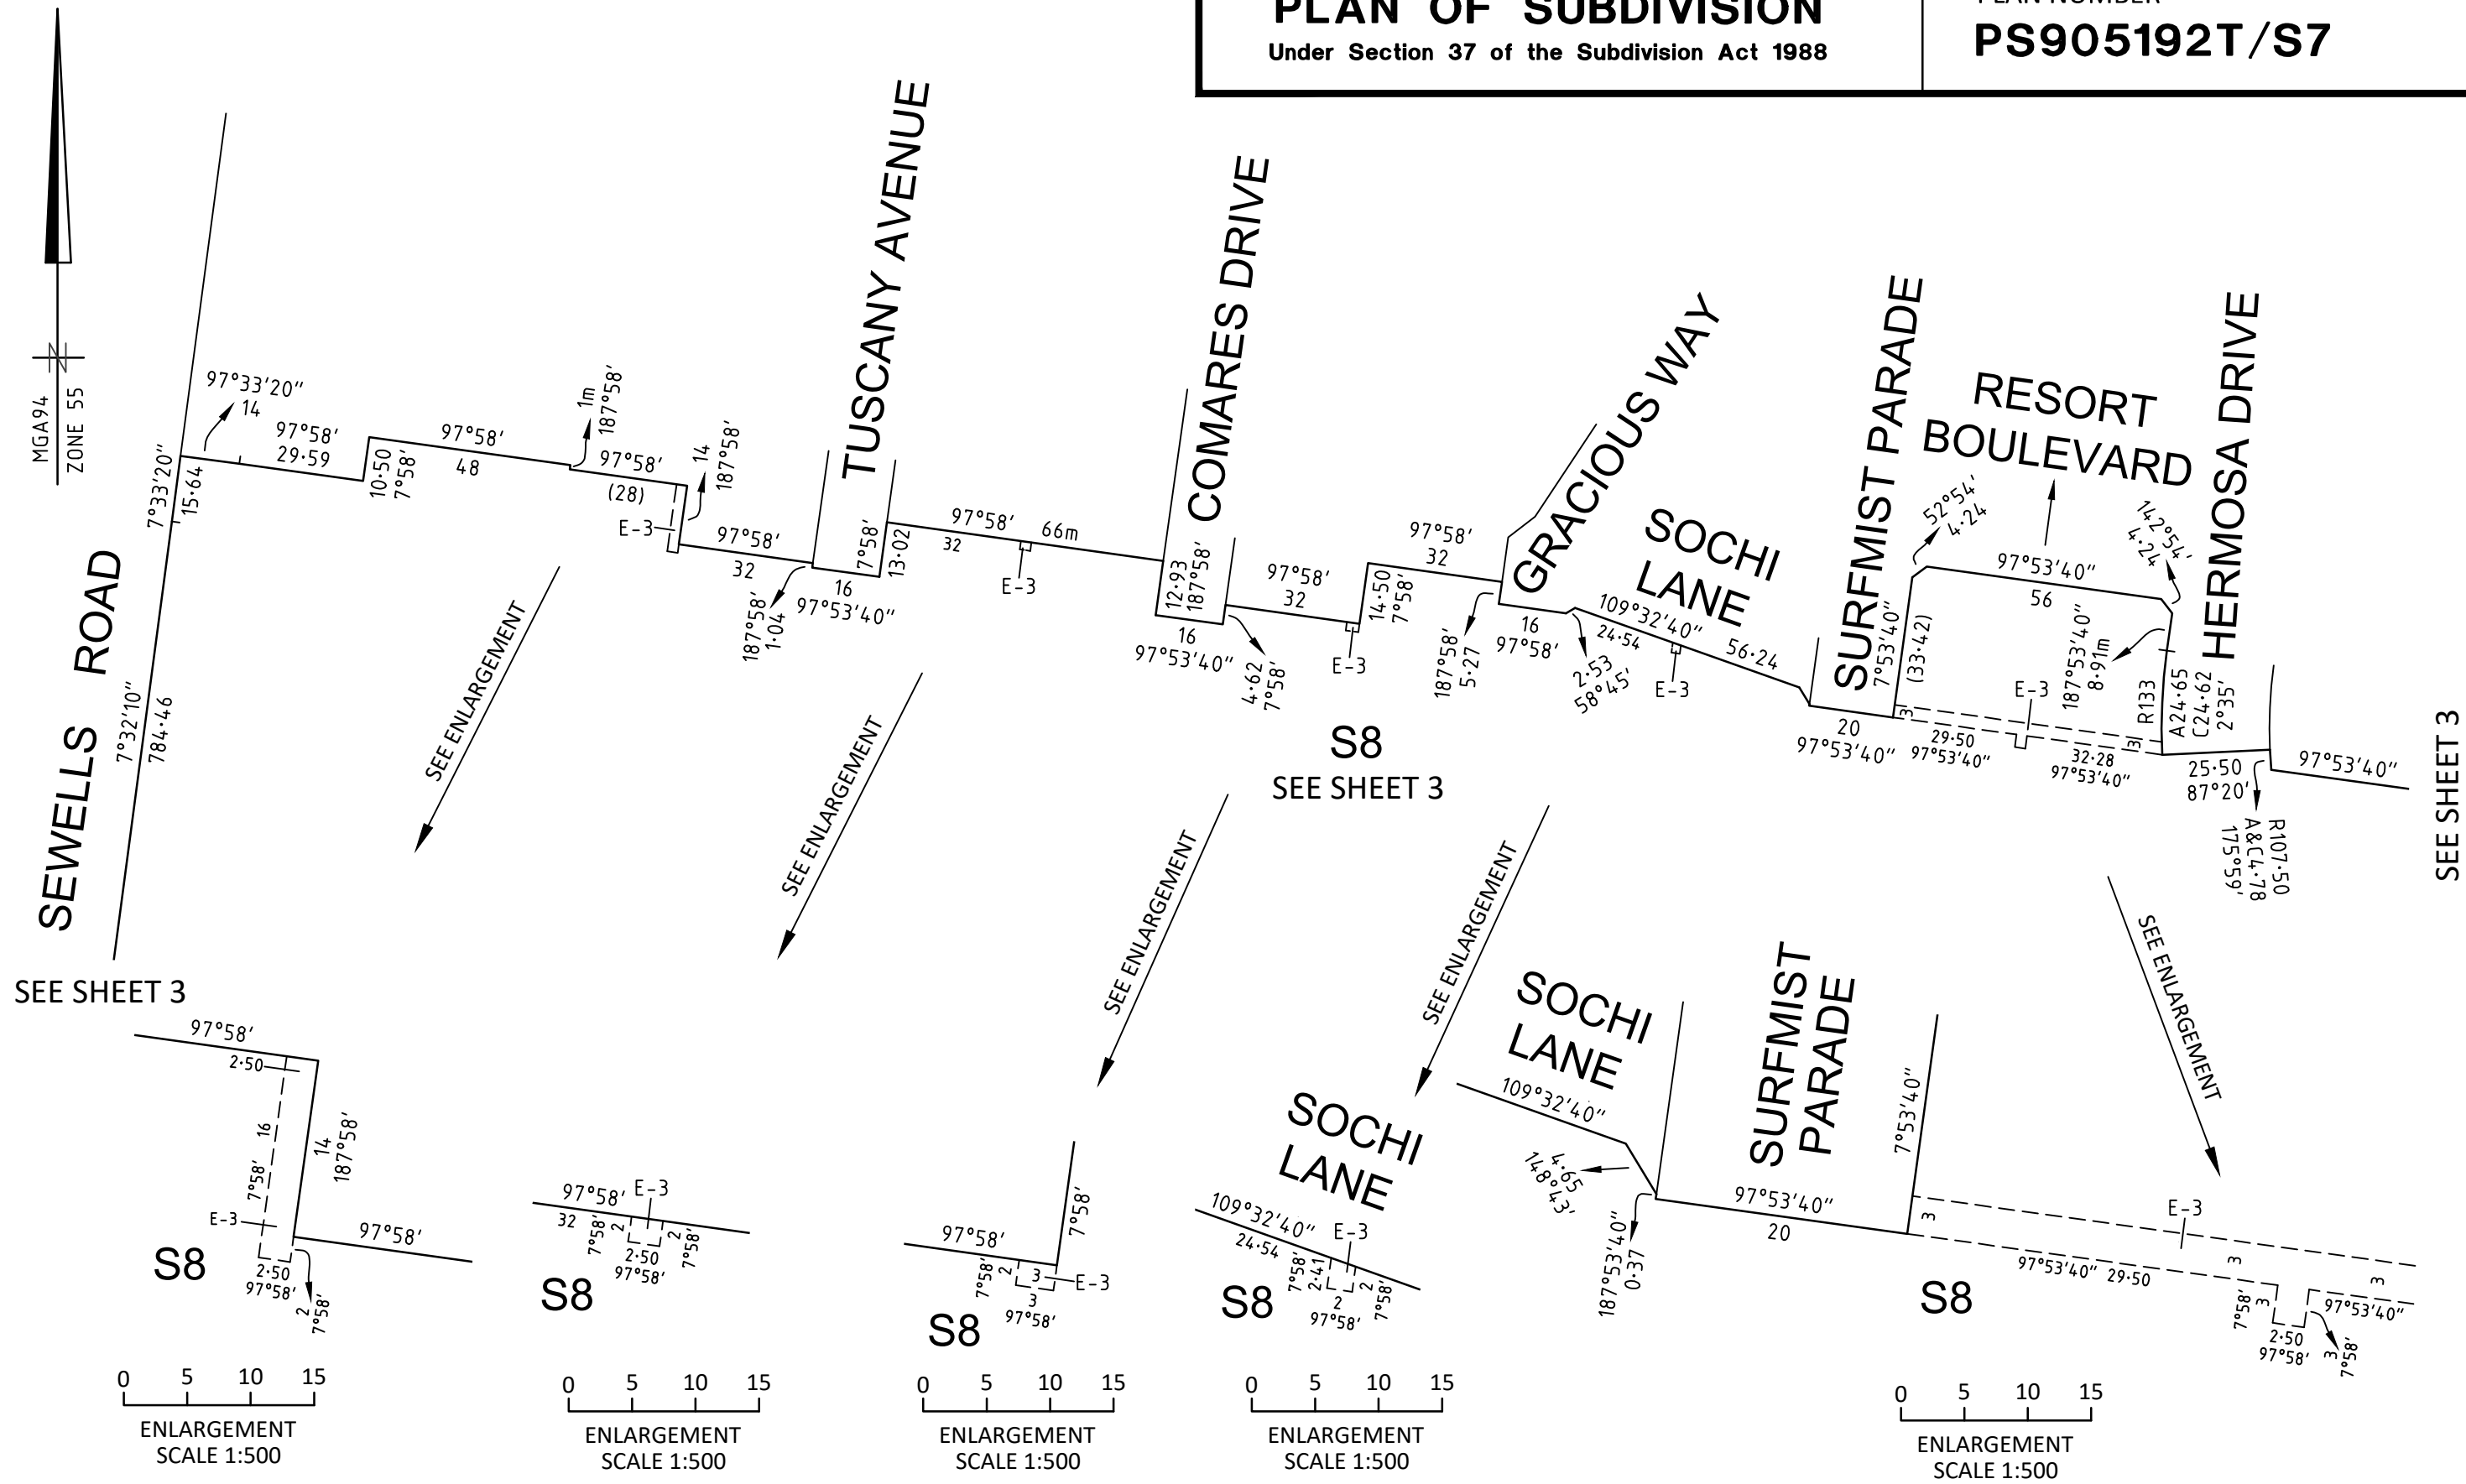 PLAN OF SUBDIVISION
Under Section 37 of the Subdivision Act 1988
PLAN NUMBER
PS905192T/S7
MGA94
ZONE 55
N
SEWELLS ROAD
7°33'20"
15·64
7°32'10"
784·46
97°33'20"
14
97°58'
29·59
10·50
7°58'
97°58'
48
1m
187°58'
97°58'
(28)
14
187°58'
E-3
97°58'
32
TUSCANY AVENUE
187°58'
1·04
16
97°53'40"
7°58'
13·02
97°58' 66m
32
E-3
COMARES DRIVE
12·93
187°58'
16
97°53'40"
4·62
7°58'
97°58'
32
E-3
14·50
7°58'
97°58'
32
GRACIOUS WAY
187°58'
5·27
16
97°58'
2·53
58°45'
SOCHI
LANE
109°32'40"
24·54
56·24
E-3
SURFMIST PARADE
20
97°53'40"
7°53'40"
(33·42)
52°54'
4·24
RESORT
BOULEVARD
97°53'40"
56
142°54'
4·24
HERMOSA DRIVE
187°53'40"
8·91m
R133
A24·65
C24·62
2°35'
E-3
3
29·50
97°53'40"
32·28
97°53'40"
3
25·50
87°20'
R107·50
A&C4·78
175°59'
97°53'40"
SEE SHEET 3
S8
SEE SHEET 3
SEE ENLARGEMENT
SEE ENLARGEMENT
SEE ENLARGEMENT
SEE ENLARGEMENT
SEE ENLARGEMENT
SEE SHEET 3
97°58'
2·50
16
7°58'
14
187°58'
E-3
97°58'
S8
2·50
97°58'
2
7°58'
0 5 10 15
ENLARGEMENT
SCALE 1:500
97°58'
E-3
32
7°58'
2
2·50
97°58'
2
7°58'
S8
0 5 10 15
ENLARGEMENT
SCALE 1:500
97°58'
7°58'
7°58'
2
3
E-3
3
97°58'
S8
0 5 10 15
ENLARGEMENT
SCALE 1:500
SOCHI
LANE
109°32'40"
24·54
E-3
7°58'
2·41
2
97°58'
2
7°58'
S8
0 5 10 15
ENLARGEMENT
SCALE 1:500
SOCHI
LANE
109°32'40"
4·65
148°43'
187°53'40"
0·37
SURFMIST
PARADE
97°53'40"
20
7°53'40"
3
E-3
97°53'40" 29·50
3
3
7°58'
3
2·50
97°58'
97°53'40"
3
7°58'
S8
0 5 10 15
ENLARGEMENT
SCALE 1:500